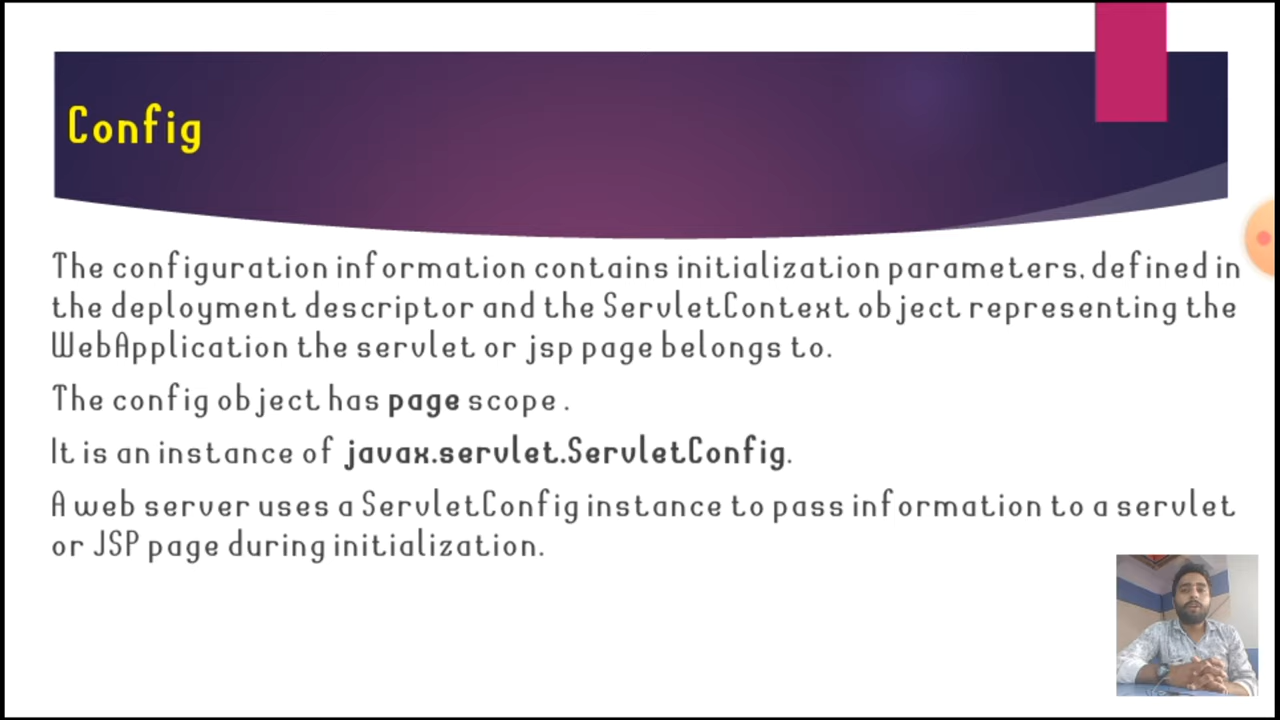 Config
The configuration information contains initialization parameters, defined in
the deployment descriptor and the ServletContext object representing the
WebApplication the servlet or jsp page belongs to.
The config object has page scope .
It is an instance of javax.servlet.ServletConfig.
A web server uses a ServletConfig instance to pass information to a servlet
or JSP page during initialization.